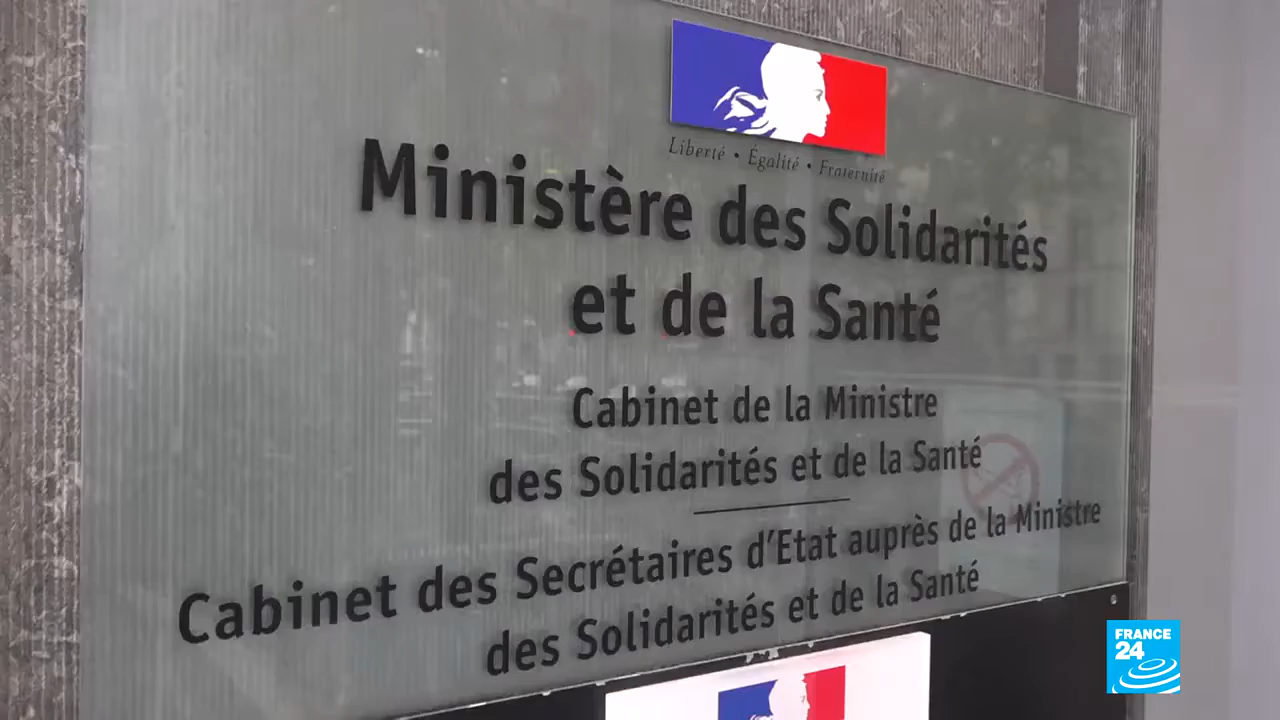 Liberté • Égalité • Fraternité
Ministère des Solidarités
et de la Santé
Cabinet de la Ministre
des Solidarités et de la Santé
Cabinet des Secrétaires d'Etat auprès de la Ministre
des Solidarités et de la Santé
FRANCE
24